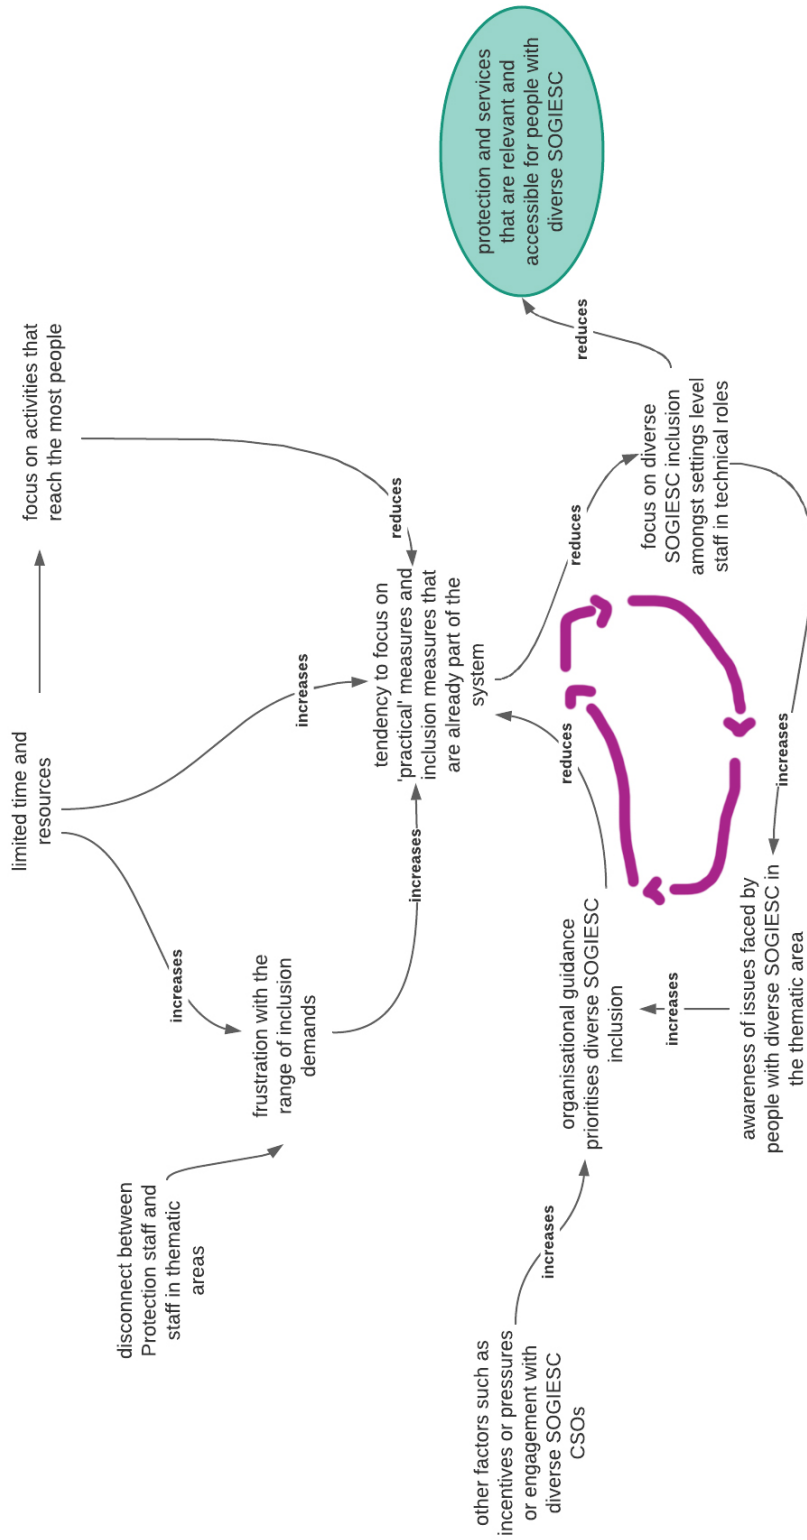 limited time and
resources
focus on activities that
reach the most people
increases
increases
disconnect between
Protection staff and
staff in thematic
areas
frustration with the
range of inclusion
demands
increases
reduces
tendency to focus on
'practical' measures and
inclusion measures that
are already part of the
system
other factors such as
incentives or pressures
or engagement with
diverse SOGIESC
CSOs
increases
organisational guidance
prioritises diverse SOGIESC
inclusion
reduces
reduces
protection and services
that are relevant and
accessible for people with
diverse SOGIESC
reduces
focus on diverse
SOGIESC inclusion
amongst settings level
staff in technical roles
increases
awareness of issues faced by
people with diverse SOGIESC in
the thematic area
increases